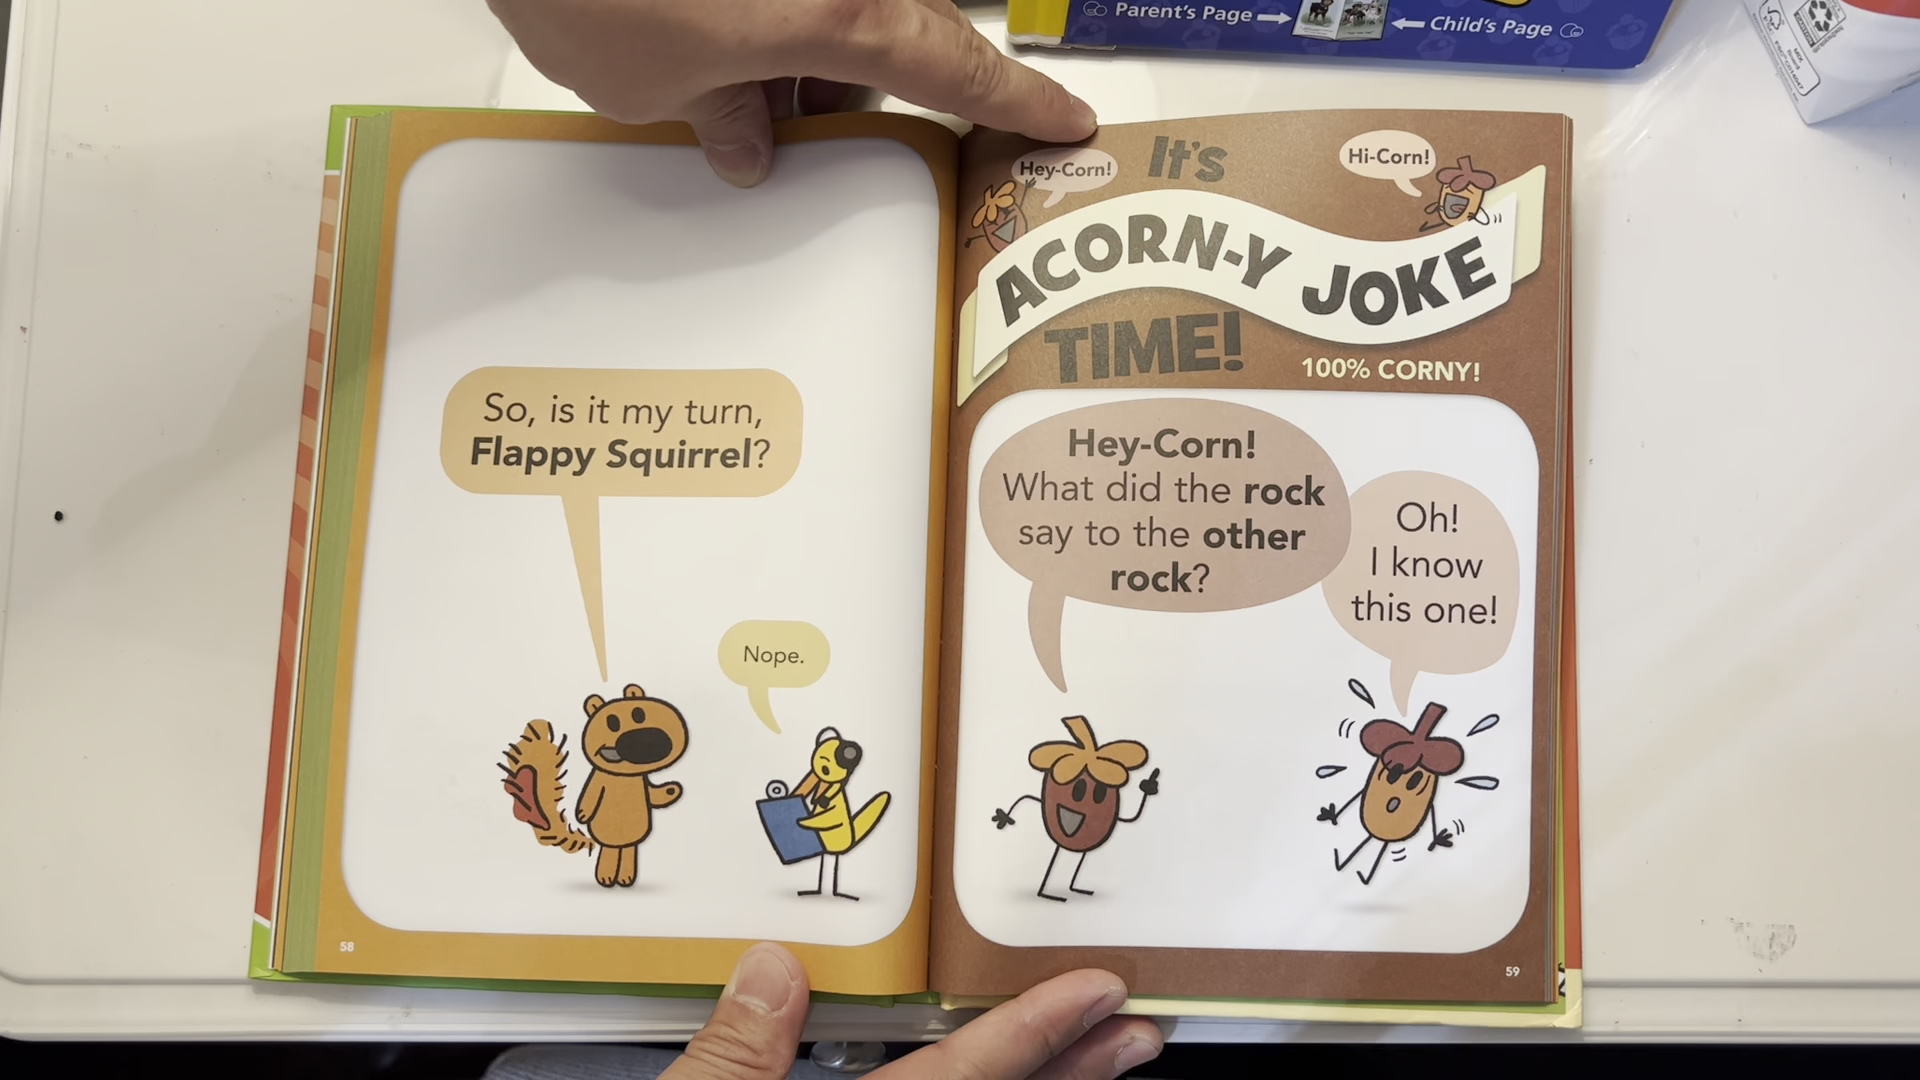 Parent's Page
Child's Page
So, is it my turn,
Flappy Squirrel?
Nope.
58
Hey-Corn!
Hi-Corn!
It's
ACORN-Y JOKE
TIME!
100% CORNY!
Hey-Corn!
What did the rock
say to the other
rock?
Oh!
I know
this one!
59